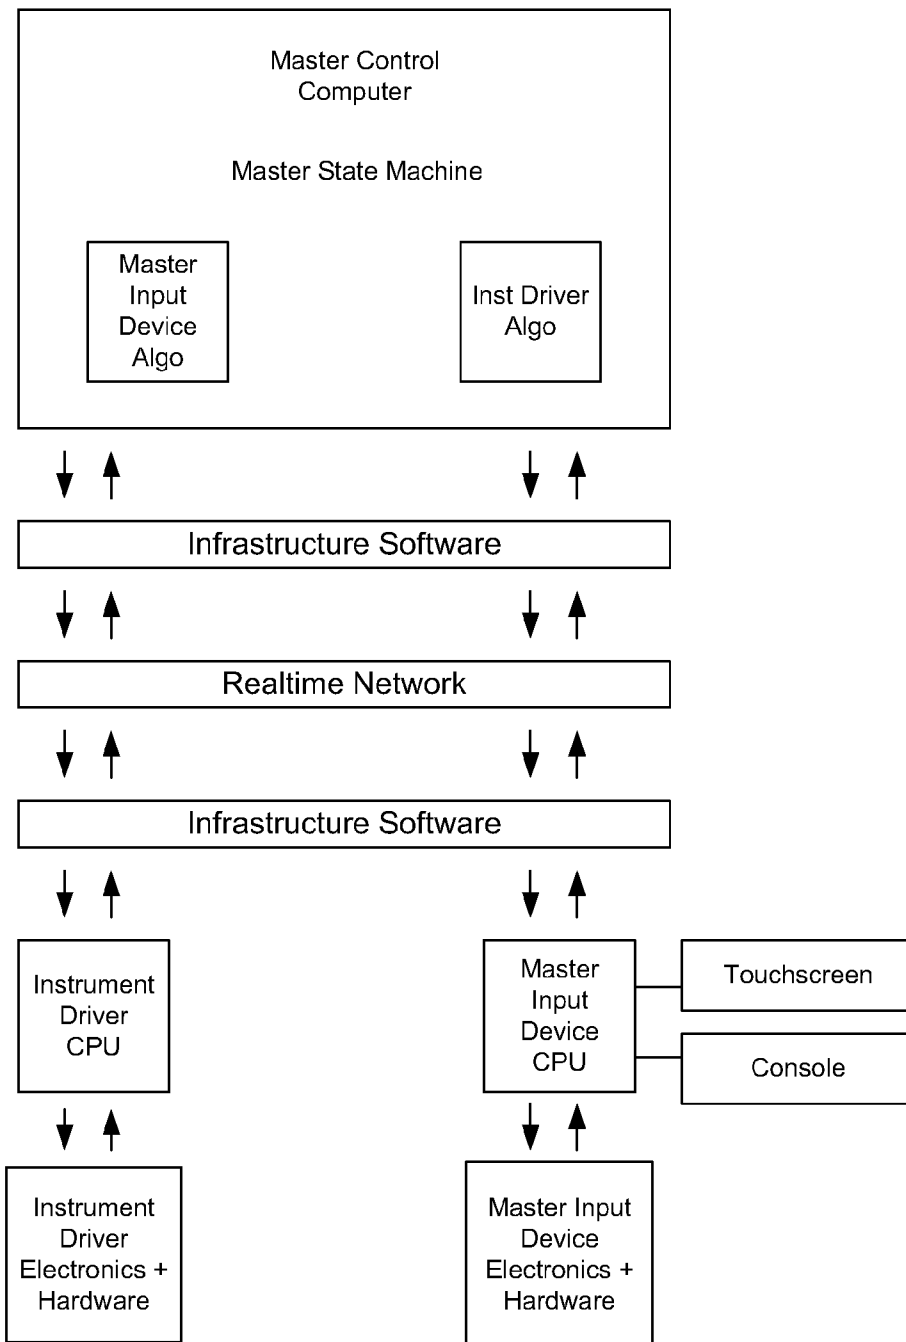 Master Control
Computer
Master State Machine
Master
Input
Device
Algo
Inst Driver
Algo
Infrastructure Software
Realtime Network
Infrastructure Software
Instrument
Driver
CPU
Master
Input
Device
CPU
Touchscreen
Console
Instrument
Driver
Electronics +
Hardware
Master Input
Device
Electronics +
Hardware